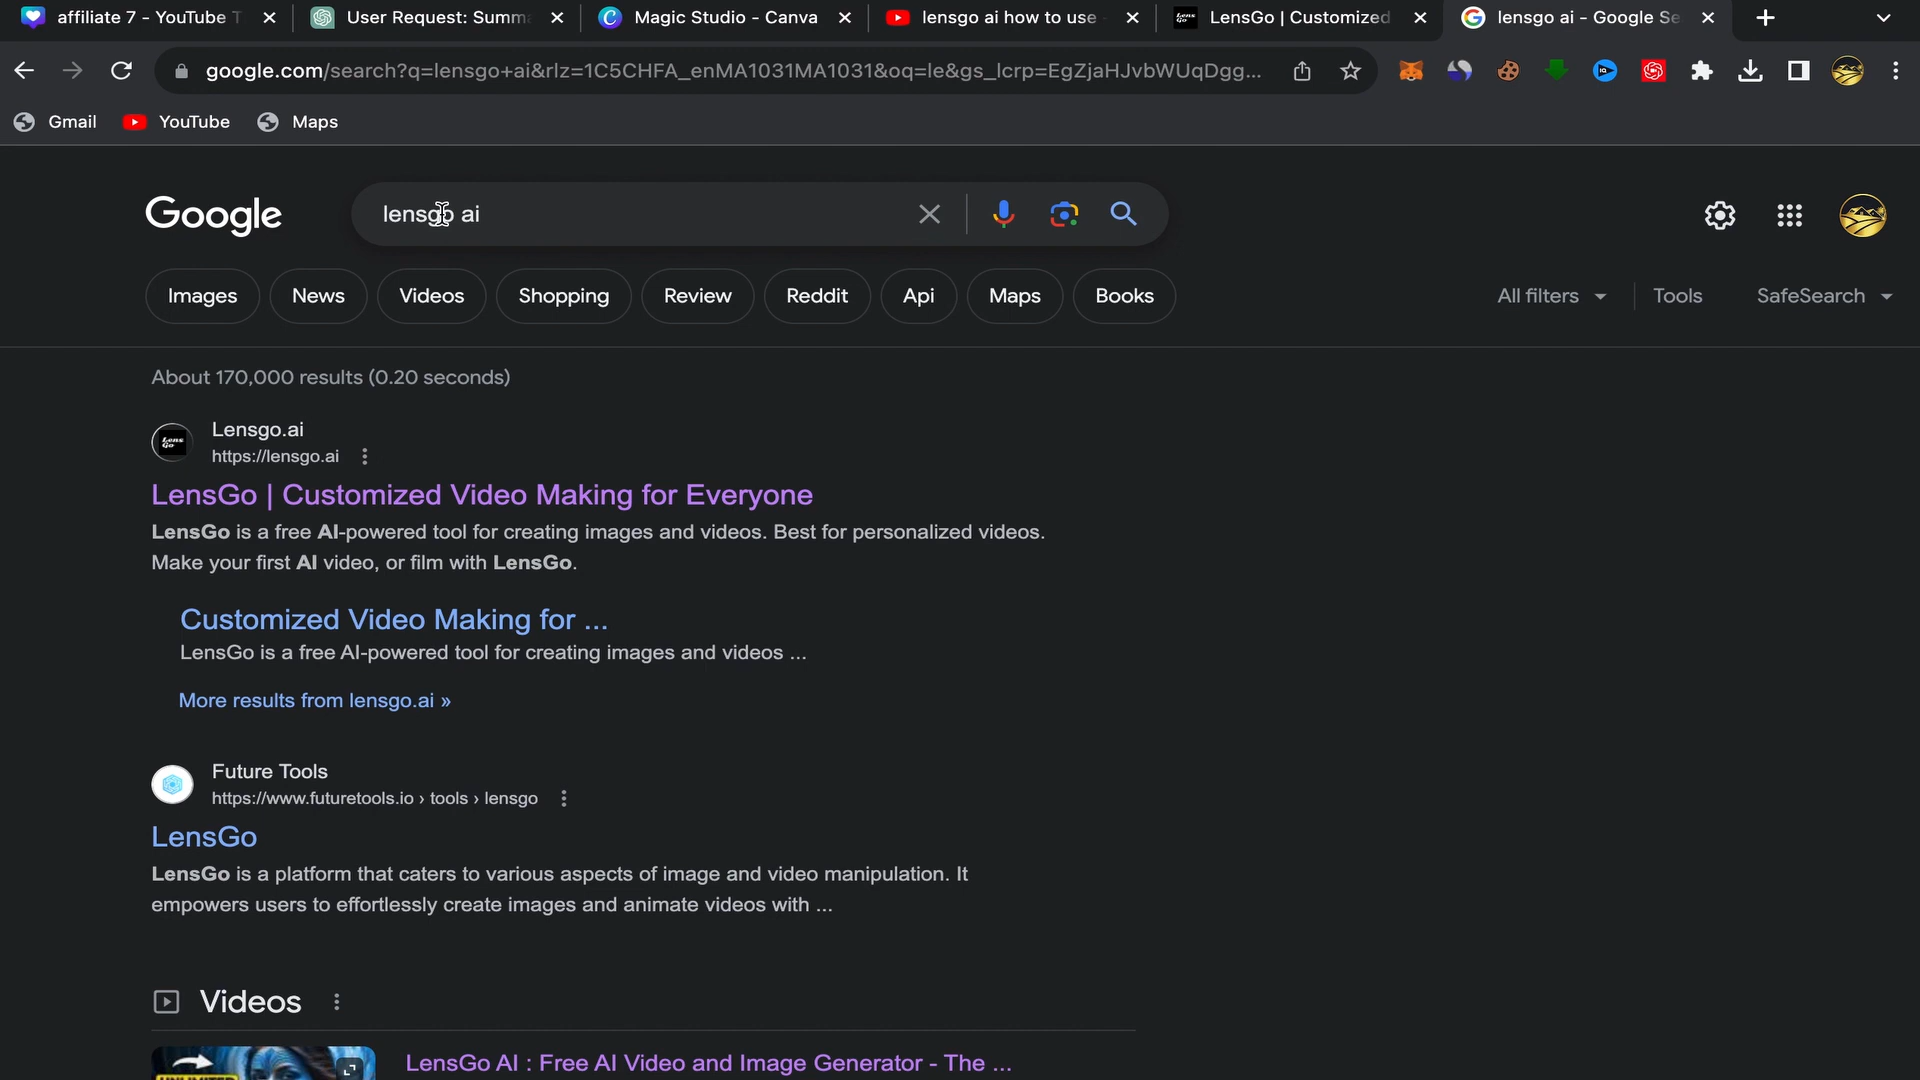 affiliate 7 - YouTube T
User Request: Summa
Magic Studio - Canva
lensgo ai how to use -
LensGo | Customized
lensgo ai - Google Se
google.com/search?q=lensgo+ai&rlz=1C5CHFA_enMA1031MA1031&oq=le&gs_lcrp=EgZjaHJvbWUqDgg...
Gmail
YouTube
Maps
Google
lensgo ai
Images
News
Videos
Shopping
Review
Reddit
Api
Maps
Books
All filters
Tools
SafeSearch
About 170,000 results (0.20 seconds)
Lens Go
Lensgo.ai
https://lensgo.ai
LensGo | Customized Video Making for Everyone
LensGo is a free AI-powered tool for creating images and videos. Best for personalized videos.
Make your first AI video, or film with LensGo.
Customized Video Making for ...
LensGo is a free AI-powered tool for creating images and videos ...
More results from lensgo.ai »
Future Tools
https://www.futuretools.io › tools › lensgo
LensGo
LensGo is a platform that caters to various aspects of image and video manipulation. It
empowers users to effortlessly create images and animate videos with ...
Videos
LensGo AI : Free AI Video and Image Generator - The ...